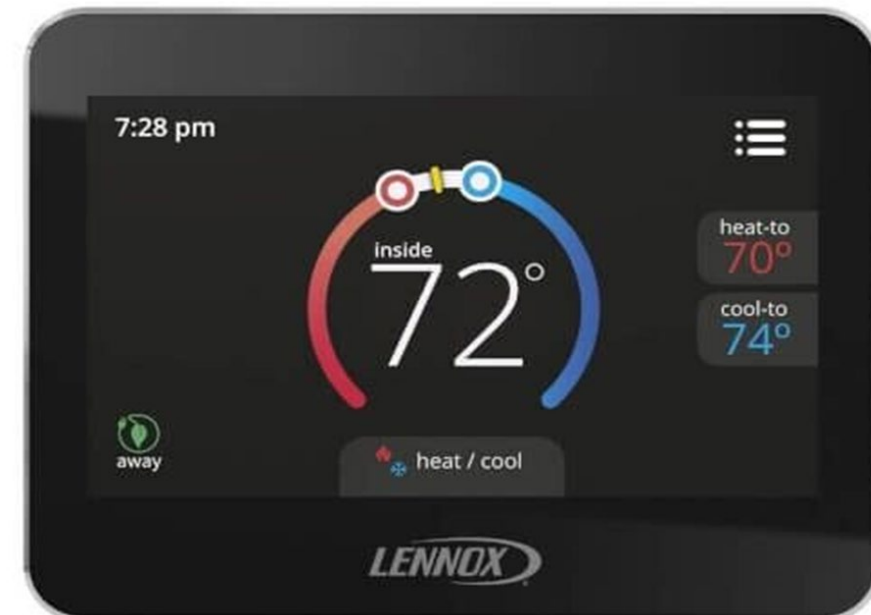 7:28 pm
inside
72°
heat-to
70°
cool-to
74°
away
heat / cool
LENNOX